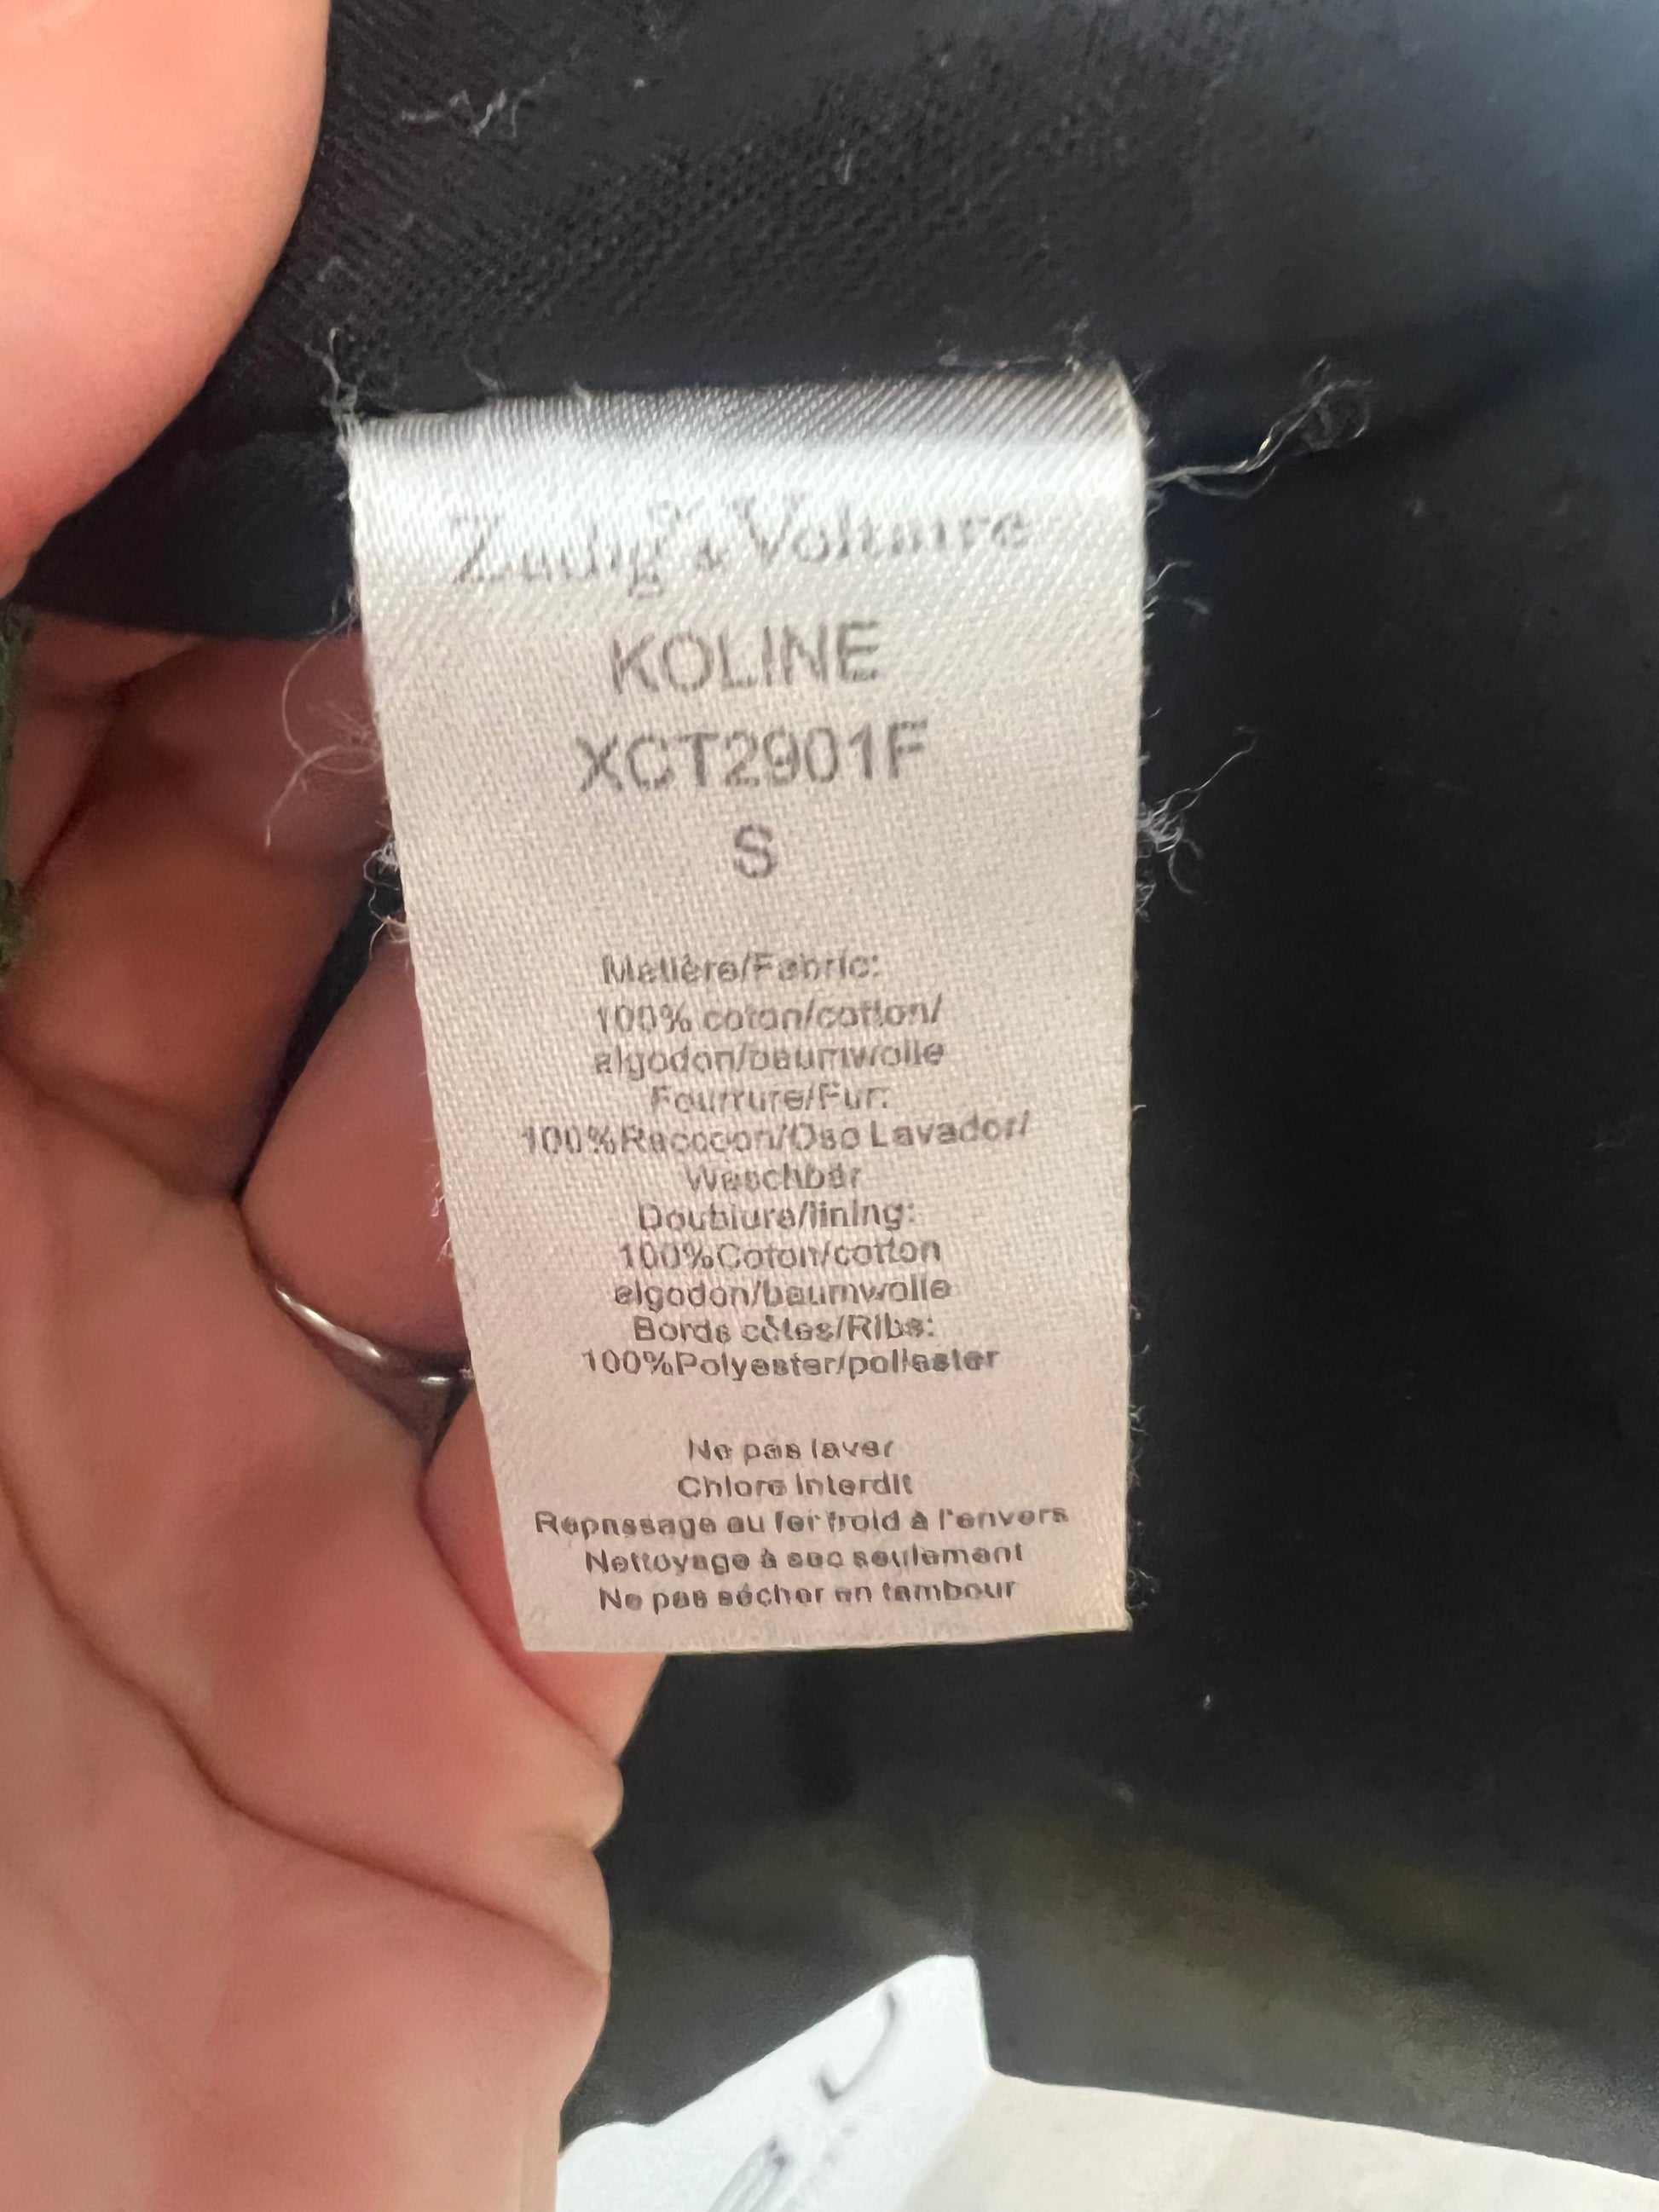 Zadig & Voltaire
KOLINE
XCT2901F
S
Matière/Fabric:
100% coton/cotton/
algodon/baumwolle
Fourrure/Fur:
100%Raccoon/Oso Lavador/
Waschbär
Doublure/lining:
100%Coton/cotton
algodon/baumwolle
Bords côtes/Ribs:
100%Polyester/poliester
Ne pas laver
Chlore Interdit
Repassage au fer froid à l'envers
Nettoyage à sec seulement
Ne pas sécher en tambour